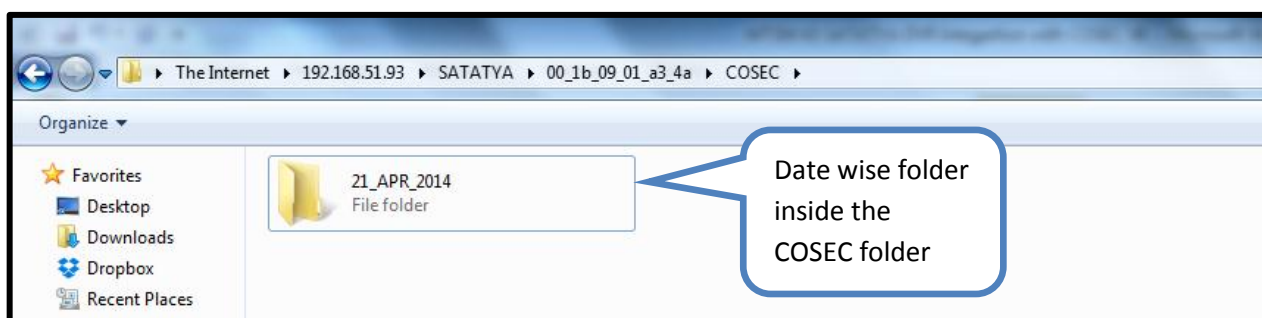 The Internet ▸ 192.168.51.93 ▸ SATATYA ▸ 00_1b_09_01_a3_4a ▸ COSEC ▸
Organize ▾
Favorites
Desktop
Downloads
Dropbox
Recent Places
21_APR_2014
File folder
Date wise folder
inside the
COSEC folder